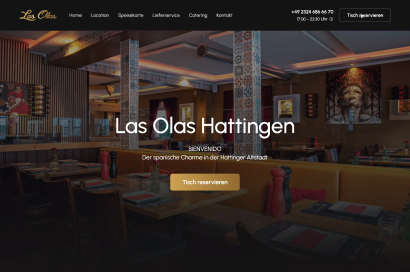 Las Olas
Home Location Speisekarte Lieferservice Catering Kontakt
+49 2324 686 66 70
17:00 - 22:30 Uhr
Tisch reservieren
Las Olas Hattingen
BIENVENIDO
Der spanische Charme in der Hattinger Altstadt
Tisch reservieren